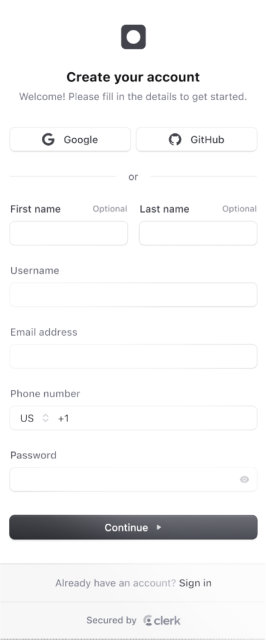 Create your account
Welcome! Please fill in the details to get started.
Google GitHub
or
First name Optional Last name Optional
Username
Email address
Phone number
US +1
Password
Continue
Already have an account? Sign in
Secured by clerk